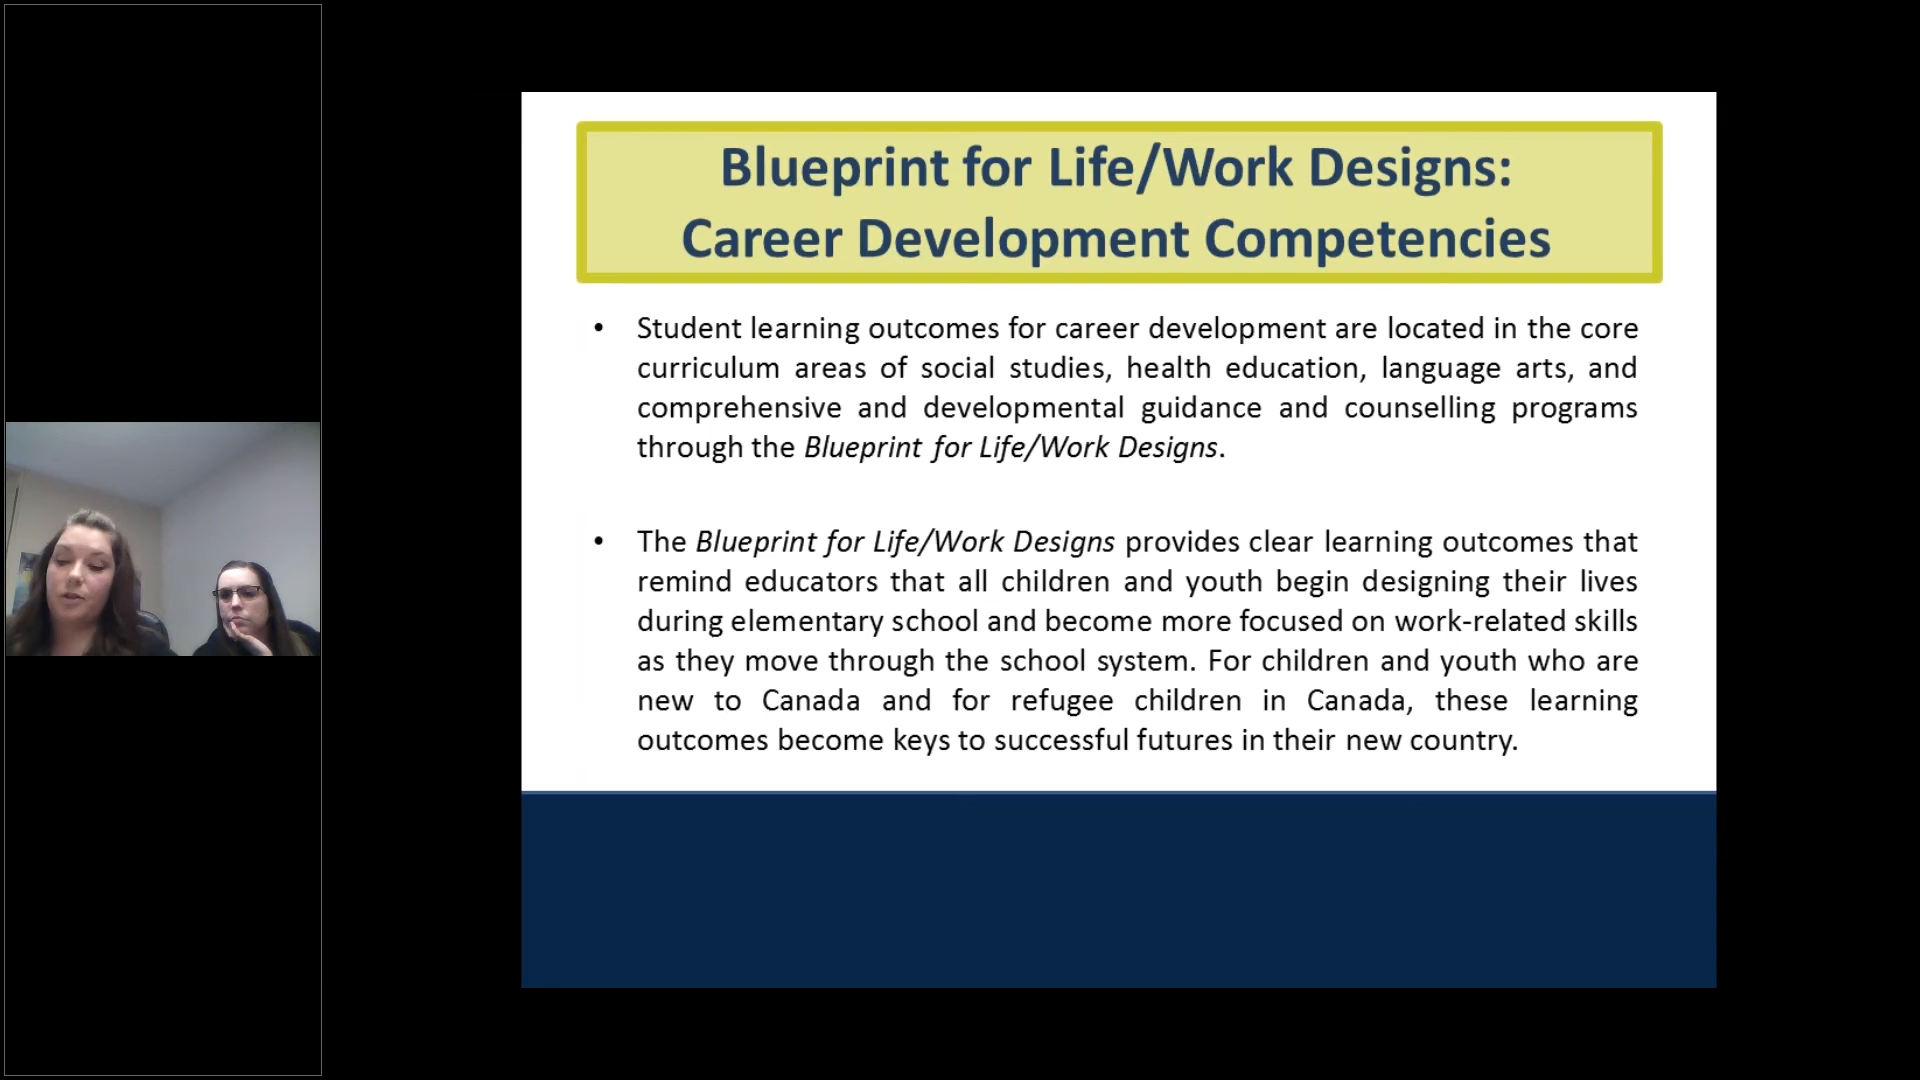 Blueprint for Life/Work Designs:
Career Development Competencies
• Student learning outcomes for career development are located in the core
curriculum areas of social studies, health education, language arts, and
comprehensive and developmental guidance and counselling programs
through the Blueprint for Life/Work Designs.
• The Blueprint for Life/Work Designs provides clear learning outcomes that
remind educators that all children and youth begin designing their lives
during elementary school and become more focused on work-related skills
as they move through the school system. For children and youth who are
new to Canada and for refugee children in Canada, these learning
outcomes become keys to successful futures in their new country.